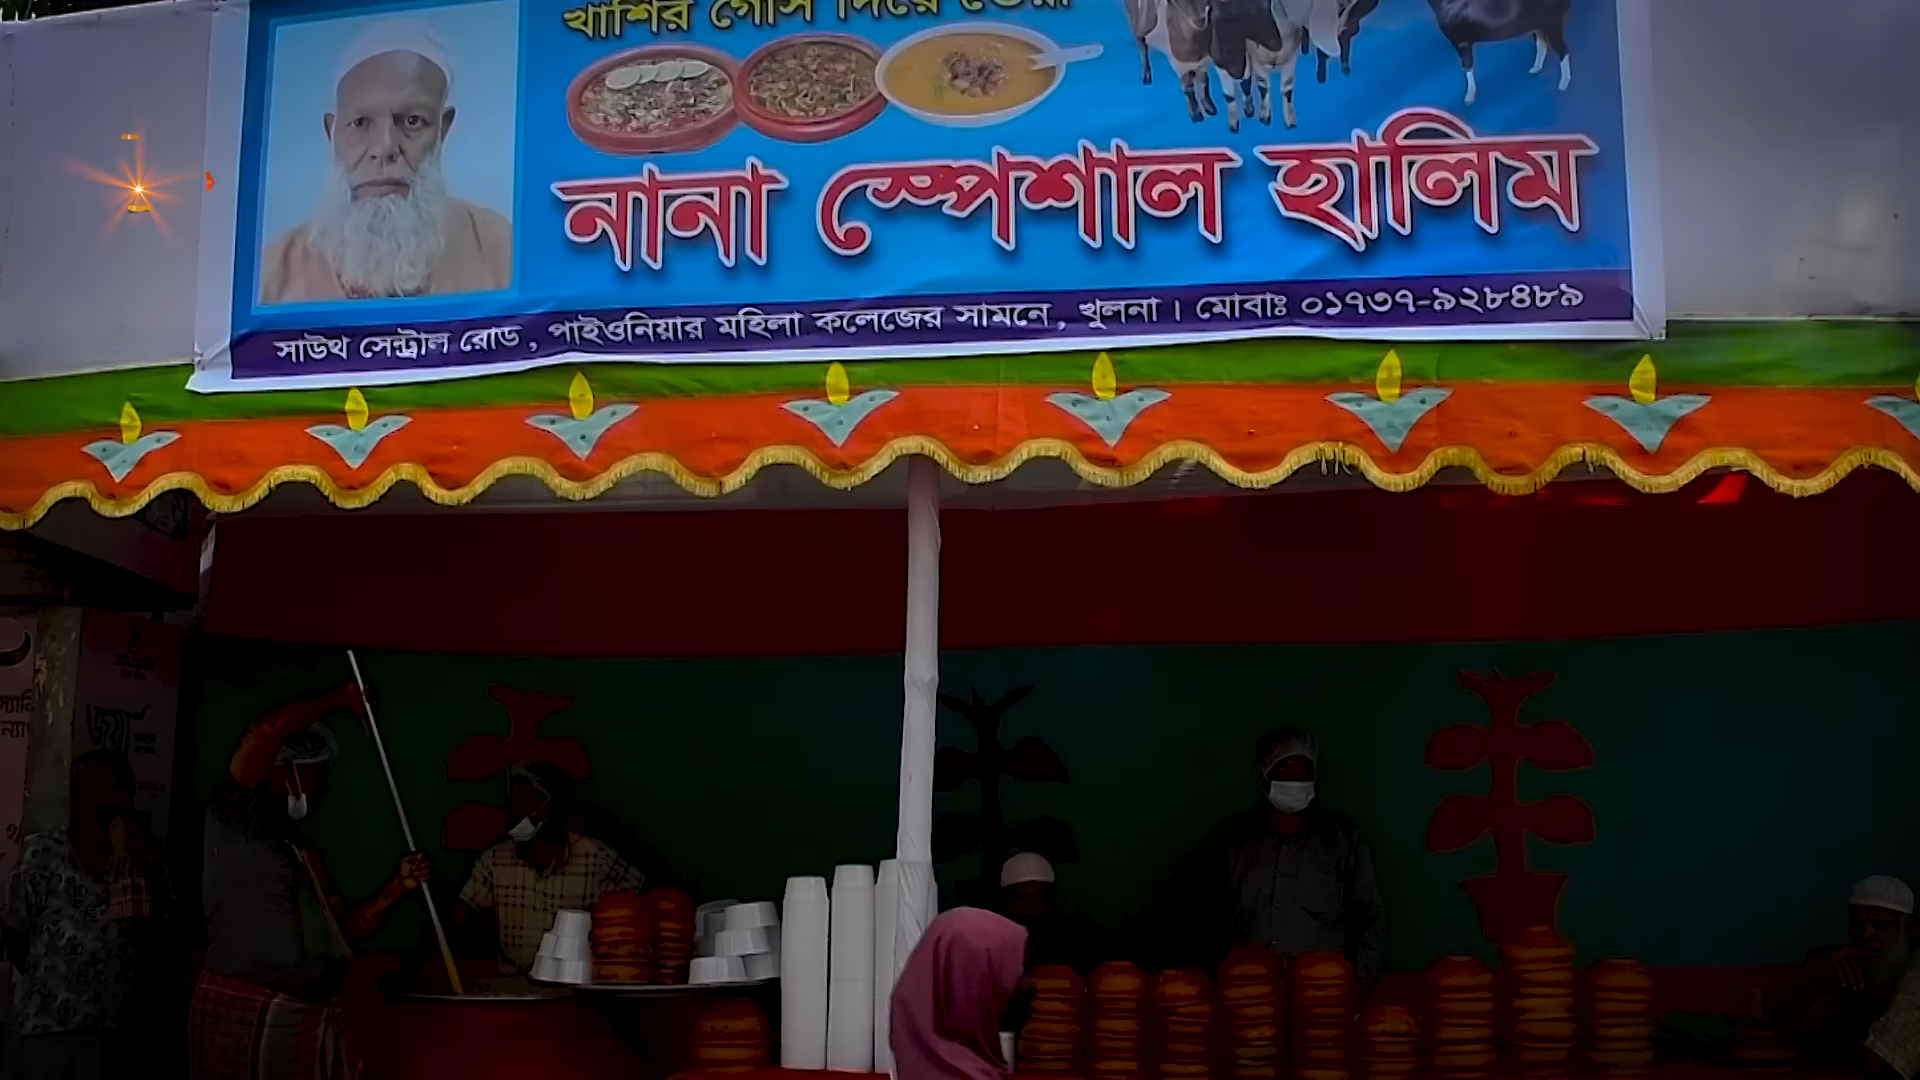 খাশির গোস দিয়ে তৈরী
নানা স্পেশাল হালিম
সাউথ সেন্ট্রাল রোড, পাইওনিয়ার মহিলা কলেজের সামনে, খুলনা। মোবাঃ ০১৭৩৭-৯২৮৪৮৯